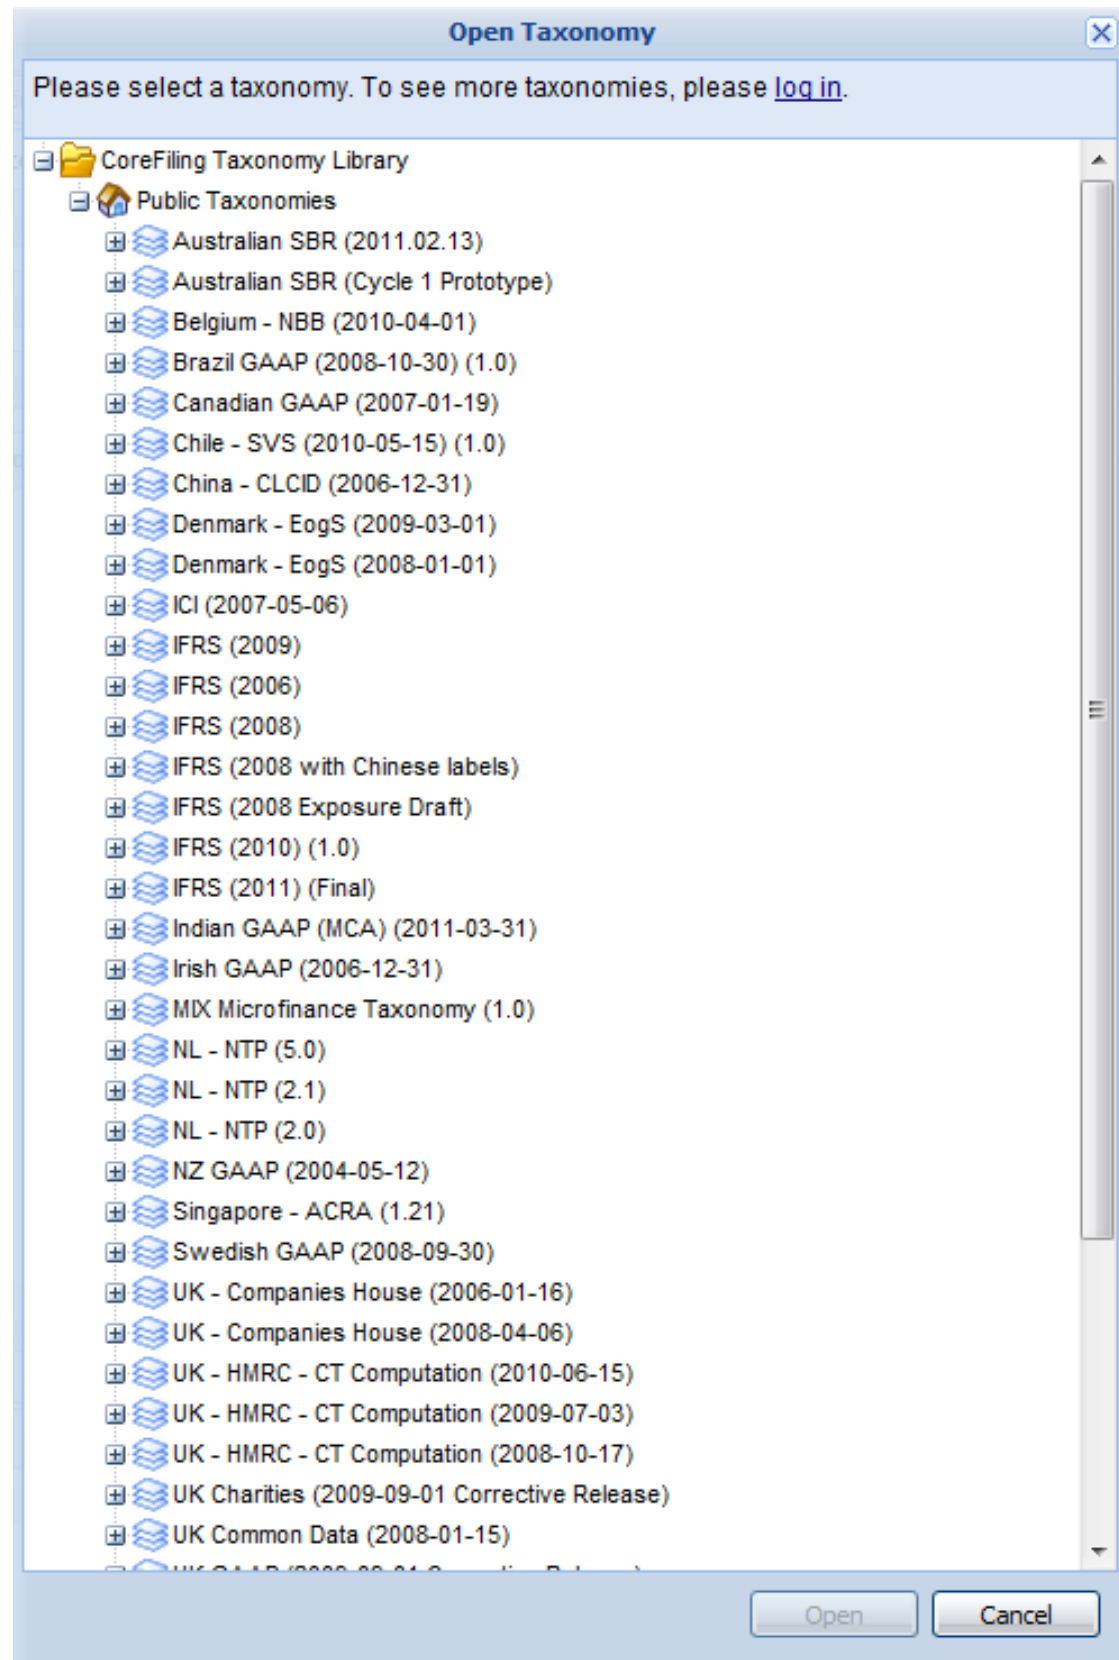 Open Taxonomy
Please select a taxonomy. To see more taxonomies, please log in.
CoreFiling Taxonomy Library
Public Taxonomies
Australian SBR (2011.02.13)
Australian SBR (Cycle 1 Prototype)
Belgium - NBB (2010-04-01)
Brazil GAAP (2008-10-30) (1.0)
Canadian GAAP (2007-01-19)
Chile - SVS (2010-05-15) (1.0)
China - CLCID (2006-12-31)
Denmark - EogS (2009-03-01)
Denmark - EogS (2008-01-01)
ICI (2007-05-06)
IFRS (2009)
IFRS (2006)
IFRS (2008)
IFRS (2008 with Chinese labels)
IFRS (2008 Exposure Draft)
IFRS (2010) (1.0)
IFRS (2011) (Final)
Indian GAAP (MCA) (2011-03-31)
Irish GAAP (2006-12-31)
MIX Microfinance Taxonomy (1.0)
NL - NTP (5.0)
NL - NTP (2.1)
NL - NTP (2.0)
NZ GAAP (2004-05-12)
Singapore - ACRA (1.21)
Swedish GAAP (2008-09-30)
UK - Companies House (2006-01-16)
UK - Companies House (2008-04-06)
UK - HMRC - CT Computation (2010-06-15)
UK - HMRC - CT Computation (2009-07-03)
UK - HMRC - CT Computation (2008-10-17)
UK Charities (2009-09-01 Corrective Release)
UK Common Data (2008-01-15)
Open
Cancel